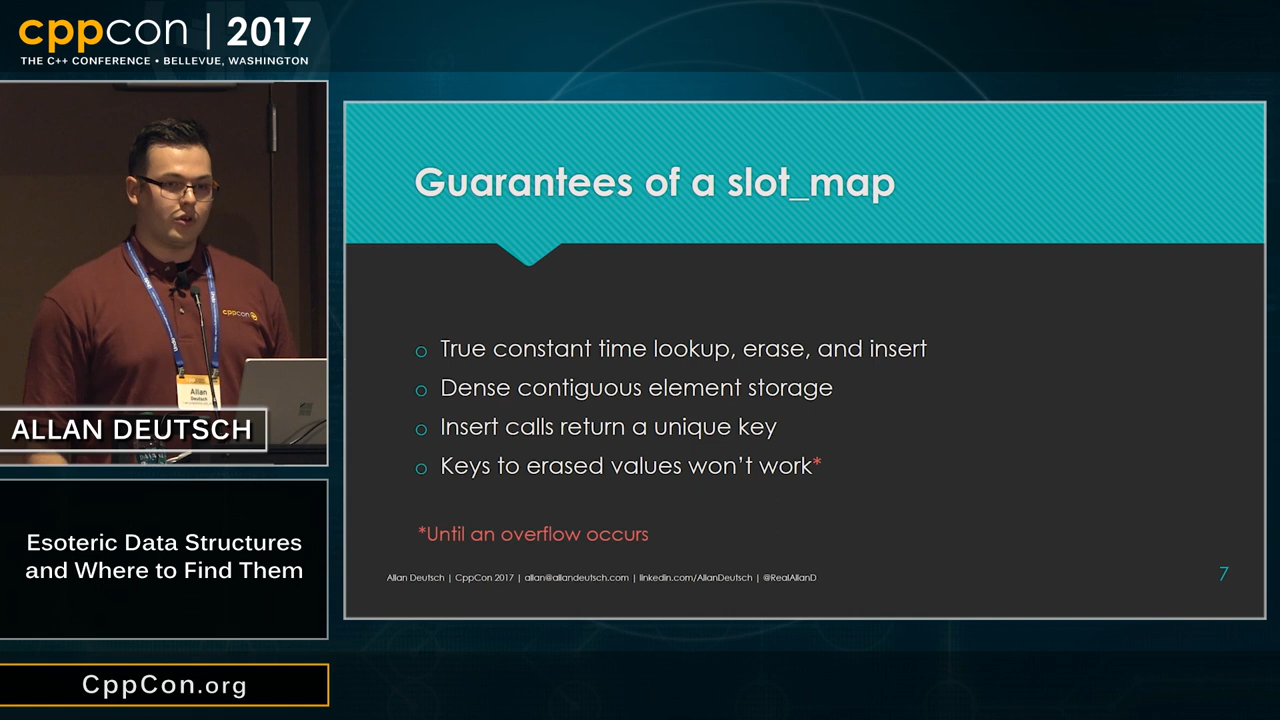 cppcon | 2017
THE C++ CONFERENCE • BELLEVUE, WASHINGTON
cppcon
Allan
Deutsch
ALLAN DEUTSCH
Esoteric Data Structures
and Where to Find Them
CppCon.org
Guarantees of a slot_map
True constant time lookup, erase, and insert
Dense contiguous element storage
Insert calls return a unique key
Keys to erased values won't work*
*Until an overflow occurs
Allan Deutsch | CppCon 2017 | allan@allandeutsch.com | linkedin.com/AllanDeutsch | @RealAllanD
7